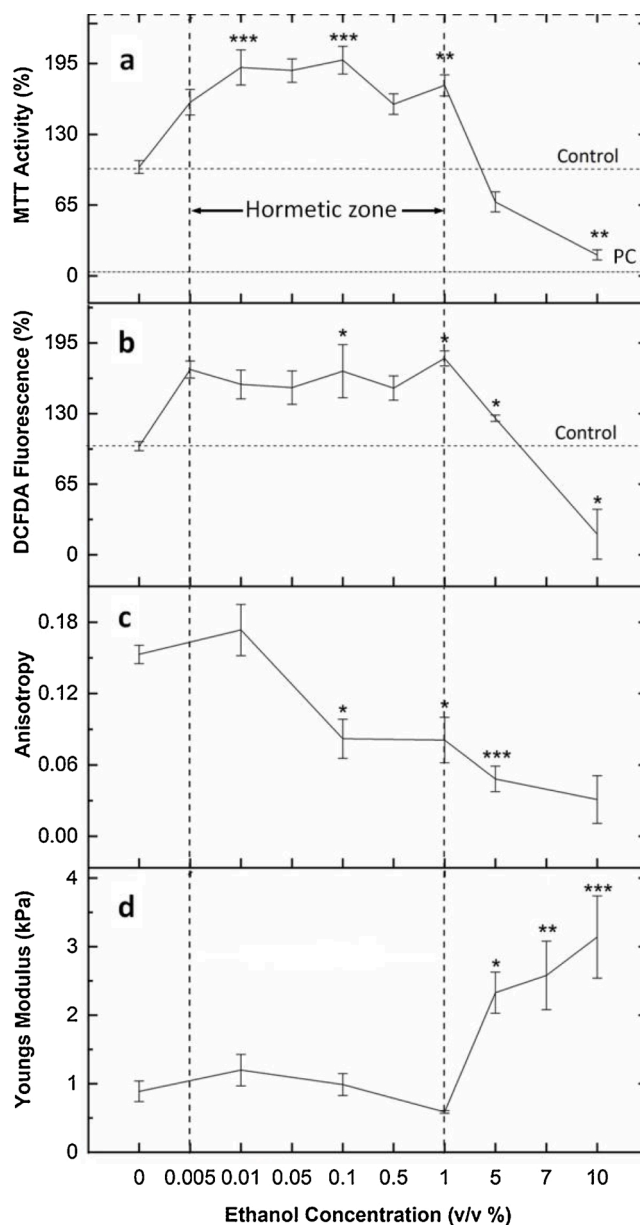 a
*** *** **
195
130
65
0
MTT Activity (%)
Control
Hormetic zone
**
PC
b
* *
195
130
65
0
DCFDA Fluorescence (%)
Control
*
*
c
0.18
0.12
0.06
0.00
Anisotropy
* *
***
d
4
3
2
1
0
Youngs Modulus (kPa)
* ** ***
0 0.005 0.01 0.05 0.1 0.5 1 5 7 10
Ethanol Concentration (v/v %)